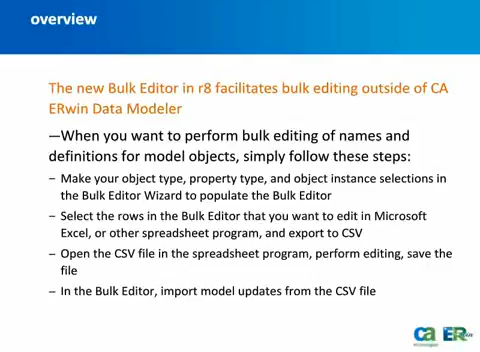 overview
The new Bulk Editor in r8 facilitates bulk editing outside of CA
ERwin Data Modeler
—When you want to perform bulk editing of names and
definitions for model objects, simply follow these steps:
– Make your object type, property type, and object instance selections in
the Bulk Editor Wizard to populate the Bulk Editor
– Select the rows in the Bulk Editor that you want to edit in Microsoft
Excel, or other spreadsheet program, and export to CSV
– Open the CSV file in the spreadsheet program, perform editing, save the
file
– In the Bulk Editor, import model updates from the CSV file
ca ER